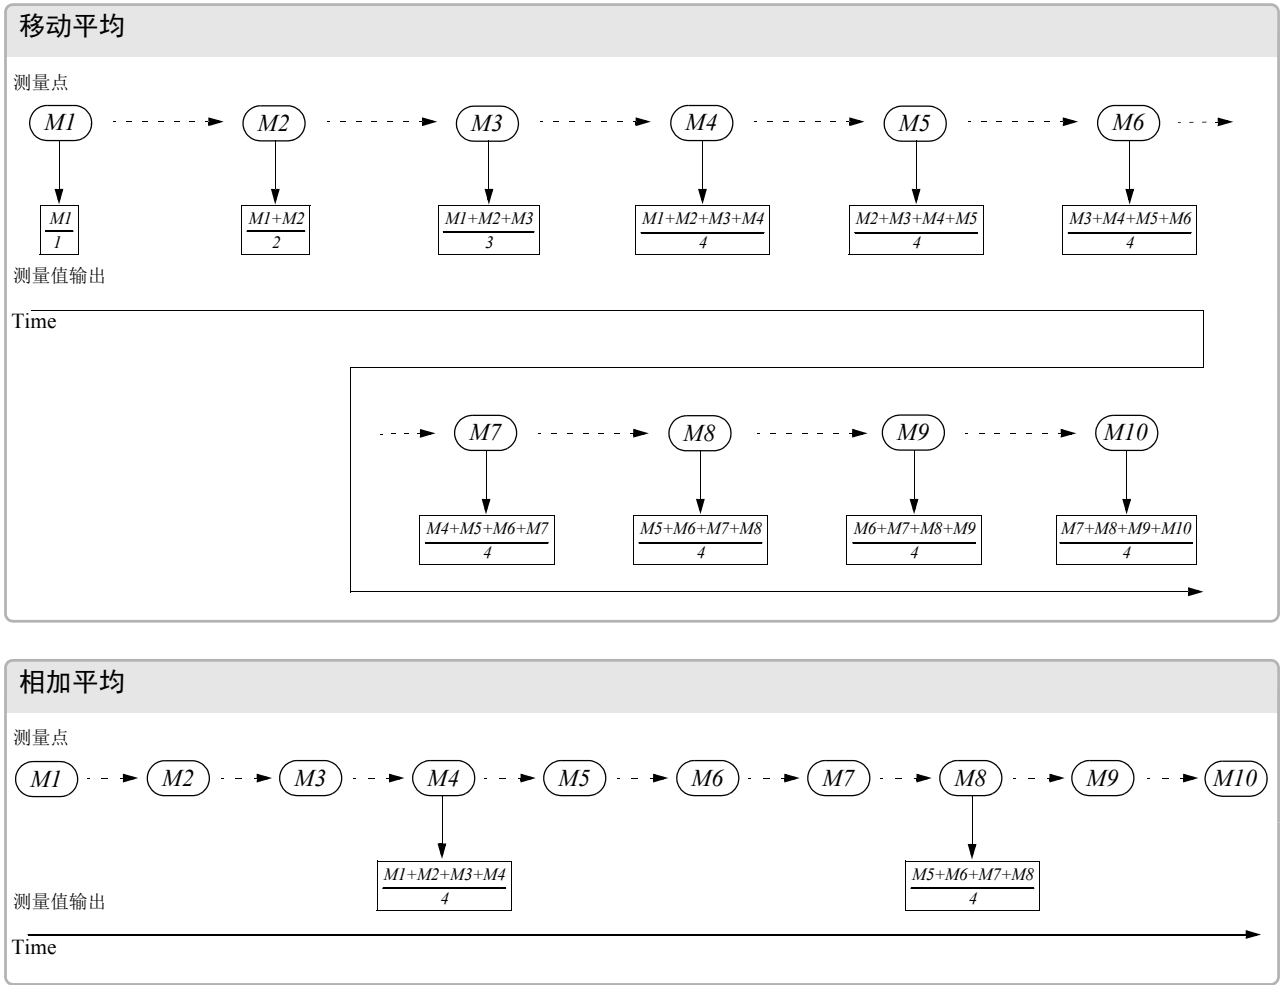 移动平均
测量点
M1 M2 M3 M4 M5 M6
M1 M1+M2 M1+M2+M3 M1+M2+M3+M4 M2+M3+M4+M5 M3+M4+M5+M6
1 2 3 4 4 4
测量值输出
Time
M7 M8 M9 M10
M4+M5+M6+M7 M5+M6+M7+M8 M6+M7+M8+M9 M7+M8+M9+M10
4 4 4 4
相加平均
测量点
M1 M2 M3 M4 M5 M6 M7 M8 M9 M10
M1+M2+M3+M4 M5+M6+M7+M8
4 4
测量值输出
Time